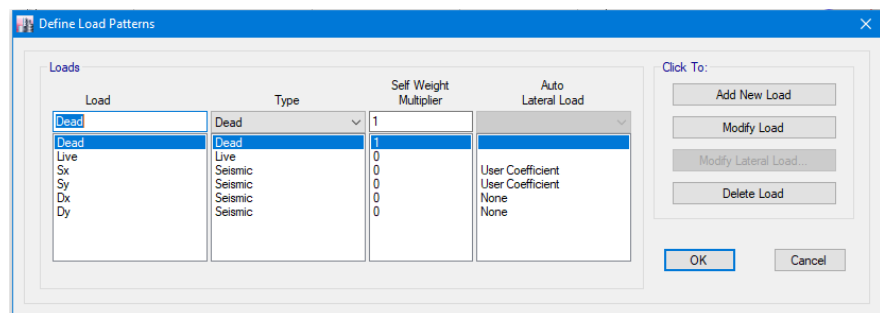 Define Load Patterns
Loads
Click To:
Load Type Self Weight Multiplier Auto Lateral Load
Dead Dead 1
Dead Dead 1
Live Live 0
Sx Seismic 0 User Coefficient
Sy Seismic 0 User Coefficient
Dx Seismic 0 None
Dy Seismic 0 None
Add New Load
Modify Load
Modify Lateral Load...
Delete Load
OK Cancel